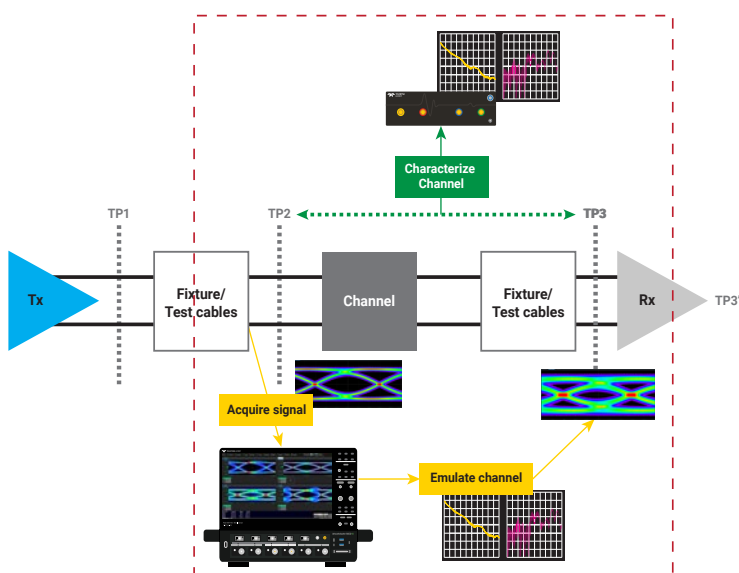 Characterize
Channel
TP1
TP2
TP3
Tx
Fixture/
Test cables
Channel
Fixture/
Test cables
Rx
TP3'
Acquire signal
Emulate channel